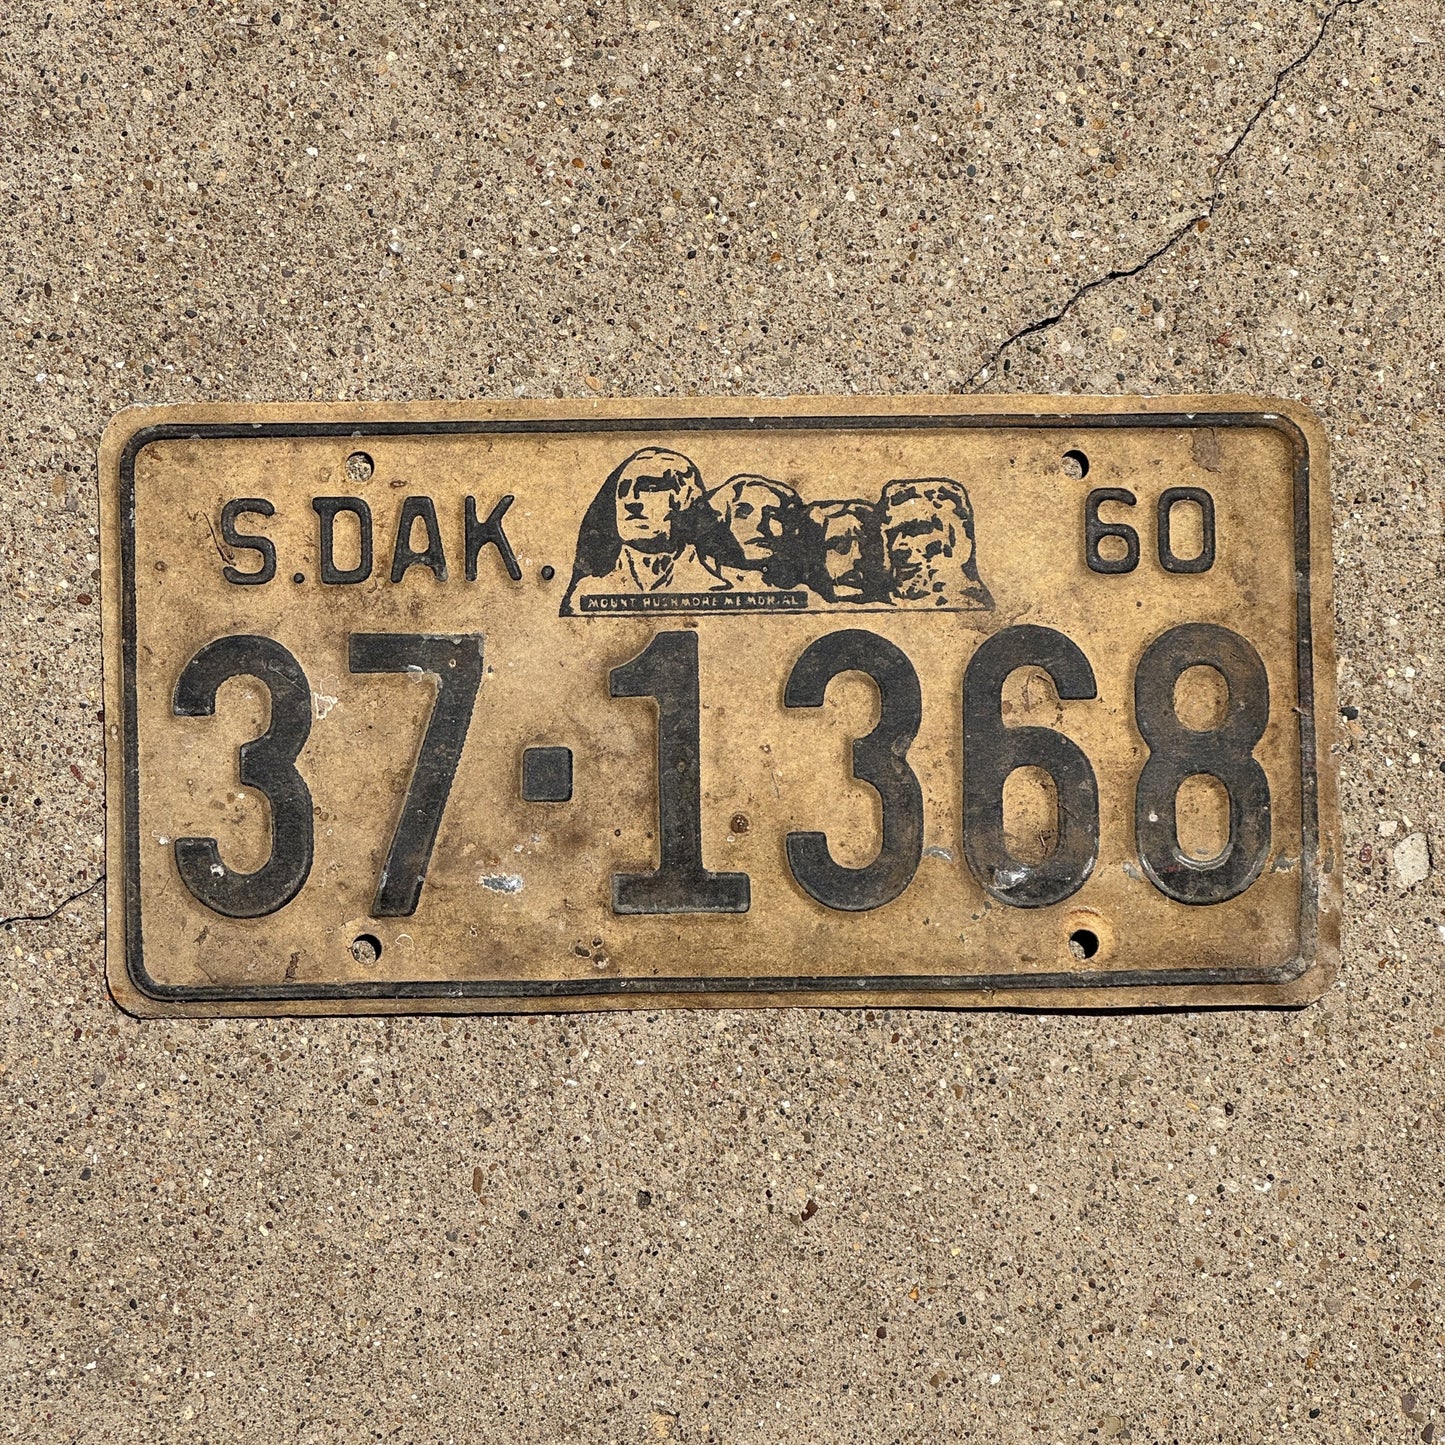 S.DAK. 60
MOUNT RUSHMORE MEMORIAL
37·1368